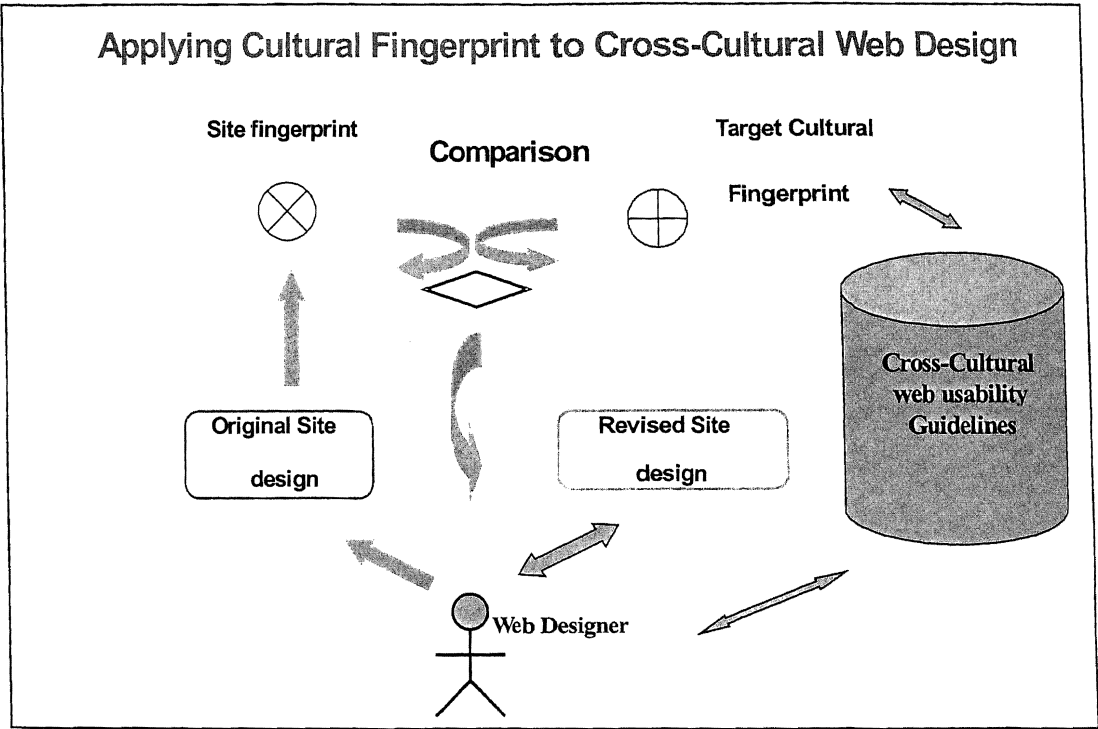 Applying Cultural Fingerprint to Cross-Cultural Web Design
Site fingerprint
Comparison
Target Cultural
Fingerprint
Cross-Cultural
web usability
Guidelines
Original Site
design
Revised Site
design
Web Designer